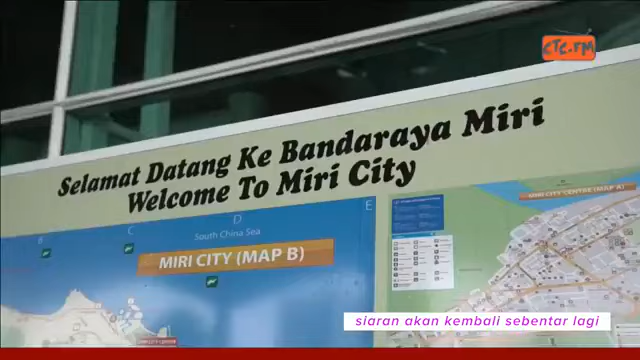 CTC.FM
Selamat Datang Ke Bandaraya Miri
Welcome To Miri City
B
C
D
E
South China Sea
MIRI CITY (MAP B)
MIRI CITY CENTRE (MAP A)
siaran akan kembali sebentar lagi